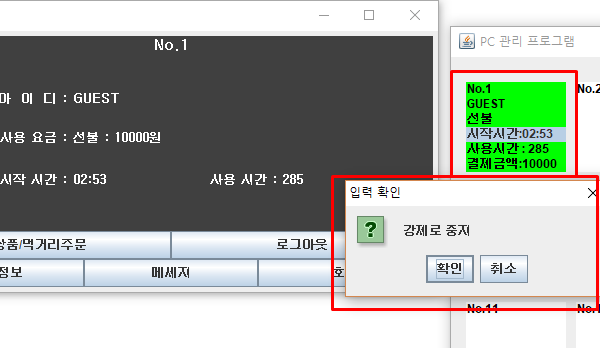 No.1
아 이 디 : GUEST
사용 요금 : 선불 : 10000원
시작 시간 : 02:53
사용 시간 : 285
상품/먹거리주문
로그아웃
정보
메세지
PC 관리 프로그램
No.1
GUEST
선불
시작시간:02:53
사용시간 : 285
결제금액:10000
No.2
입력 확인
?
강제로 중지
확인
취소
No.11